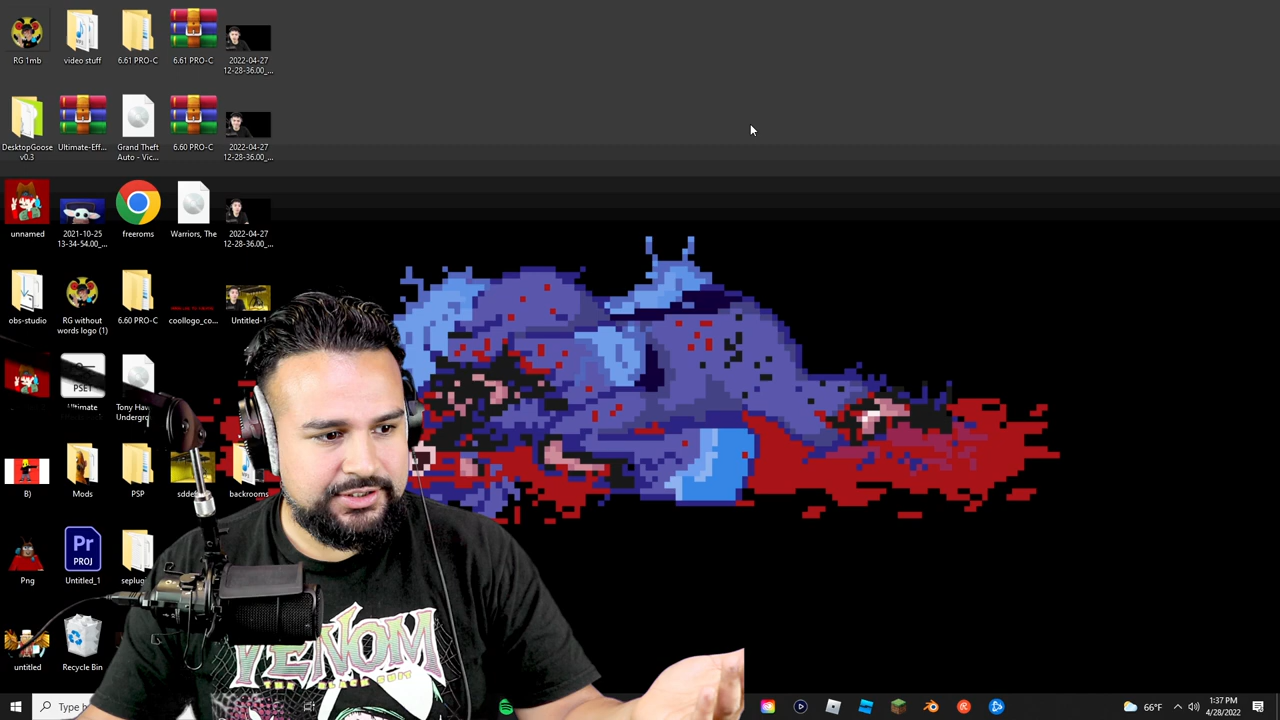 RG 1mb
video stuff
6.61 PRO-C
6.61 PRO-C
2022-04-27
12-28-36.00_...
DesktopGoose
v0.3
Ultimate-Eff...
Grand Theft
Auto - Vic...
6.60 PRO-C
2022-04-27
12-28-36.00_...
unnamed
2021-10-25
13-34-54.00_...
freeroms
Warriors, The
2022-04-27
12-28-36.00_...
obs-studio
RG without
words logo (1)
6.60 PRO-C
coollogo_co...
Untitled-1
PSET
Ultimate
Tony Haw
Undergro
B)
Mods
PSP
backrooms
Png
Pr
PROJ
Untitled_1
seplug
untitled
Recycle Bin
VENOM
Type h
66°F
1:37 PM
4/28/2022